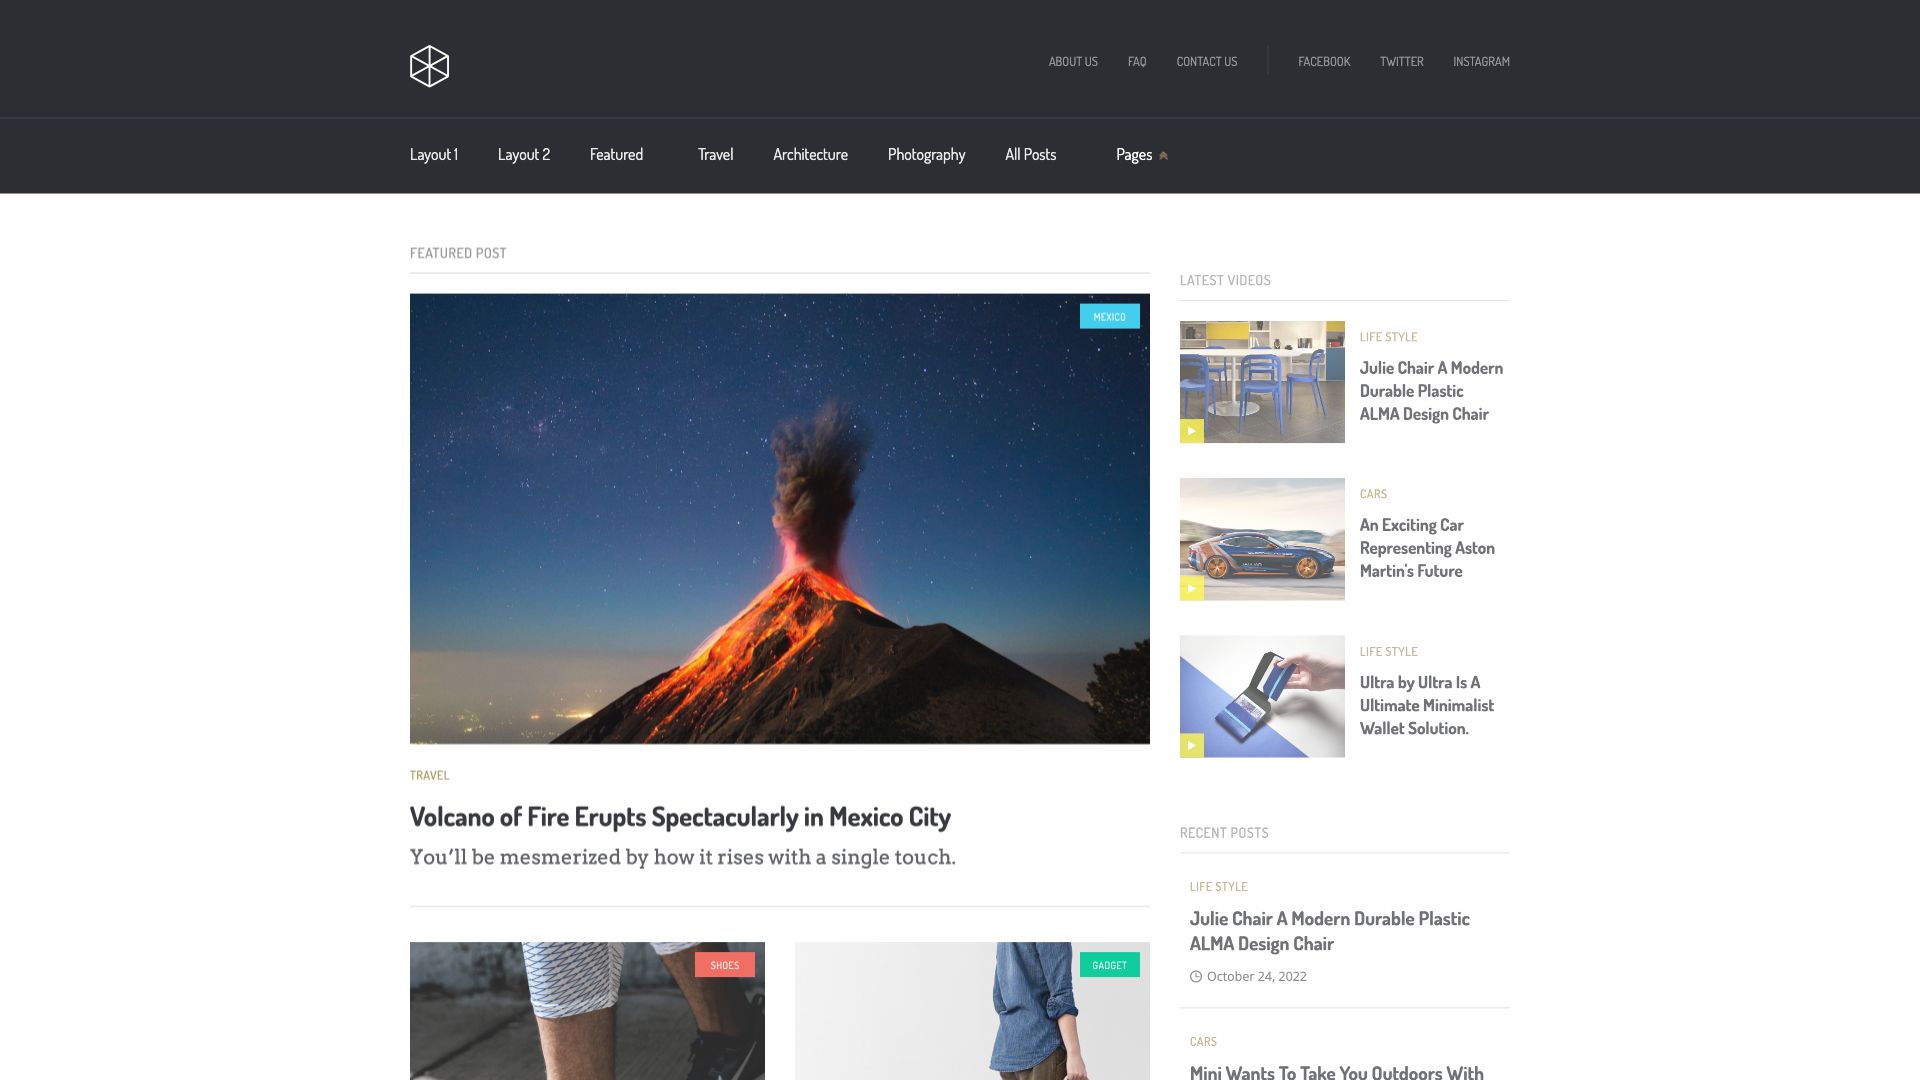 ABOUT US
FAQ
CONTACT US
FACEBOOK
TWITTER
INSTAGRAM
Layout 1
Layout 2
Featured
Travel
Architecture
Photography
All Posts
Pages
FEATURED POST
MEXICO
TRAVEL
Volcano of Fire Erupts Spectacularly in Mexico City
You’ll be mesmerized by how it rises with a single touch.
SHOES
GADGET
LATEST VIDEOS
LIFE STYLE
Julie Chair A Modern
Durable Plastic
ALMA Design Chair
CARS
An Exciting Car
Representing Aston
Martin's Future
LIFE STYLE
Ultra by Ultra Is A
Ultimate Minimalist
Wallet Solution.
RECENT POSTS
LIFE STYLE
Julie Chair A Modern Durable Plastic
ALMA Design Chair
October 24, 2022
CARS
Mini Wants To Take You Outdoors With